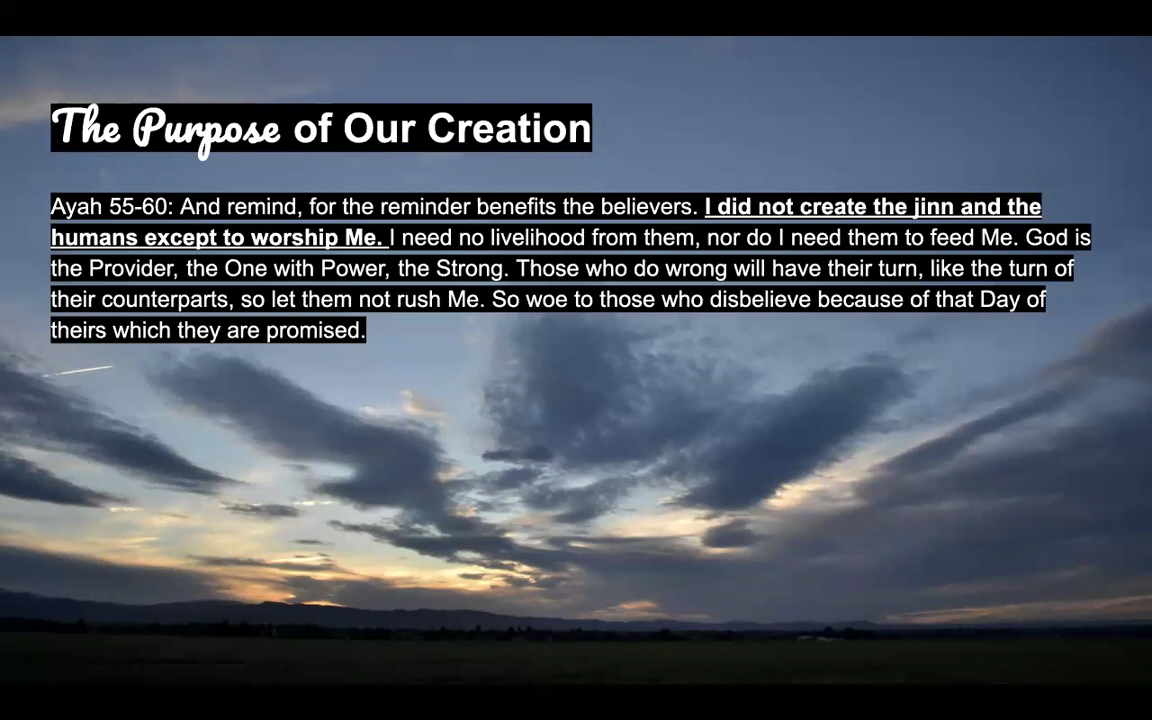 The Purpose of Our Creation
Ayah 55-60: And remind, for the reminder benefits the believers. I did not create the jinn and the
humans except to worship Me. I need no livelihood from them, nor do I need them to feed Me. God is
the Provider, the One with Power, the Strong. Those who do wrong will have their turn, like the turn of
their counterparts, so let them not rush Me. So woe to those who disbelieve because of that Day of
theirs which they are promised.